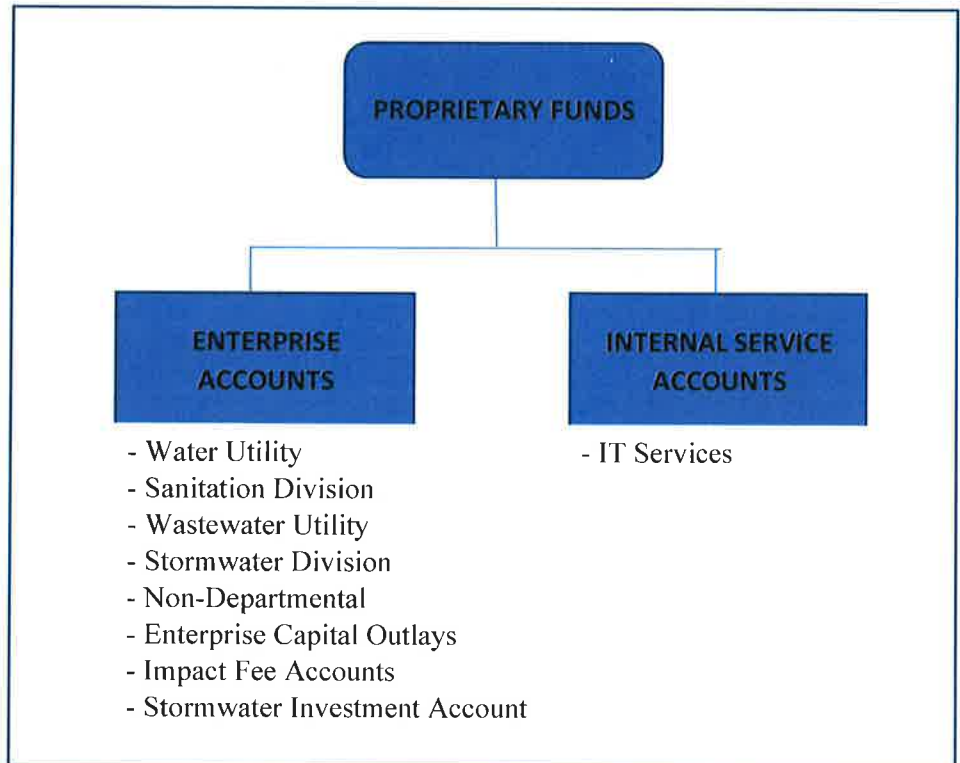 PROPRIETARY FUNDS
ENTERPRISE
ACCOUNTS
- Water Utility
- Sanitation Division
- Wastewater Utility
- Stormwater Division
- Non-Departmental
- Enterprise Capital Outlays
- Impact Fee Accounts
- Stormwater Investment Account
INTERNAL SERVICE
ACCOUNTS
- IT Services